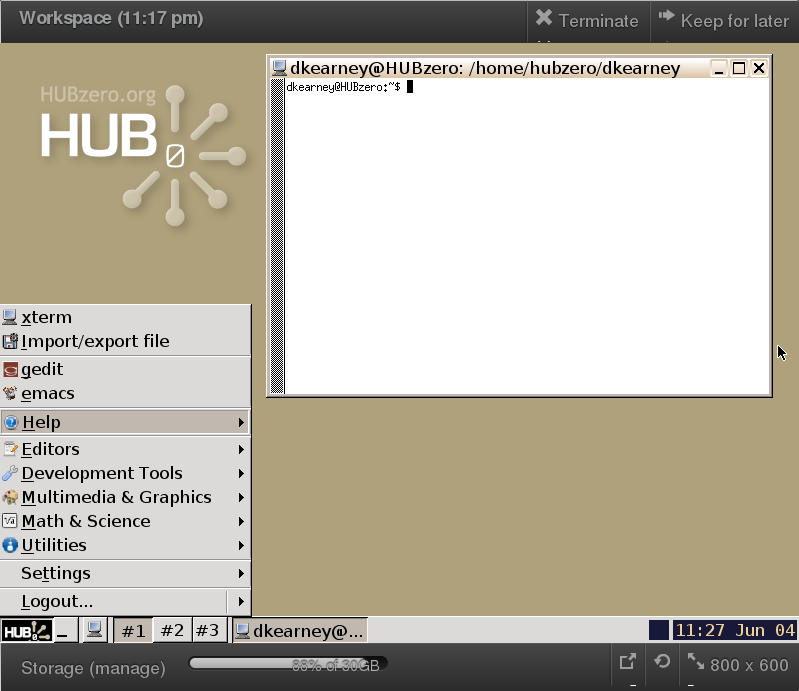 Workspace (11:17 pm)
Terminate
Keep for later
dkearney@HUBzero: /home/hubzero/dkearney
dkearney@HUBzero:~$
HUBzero.org
HUB
0
xterm
Import/export file
gedit
emacs
Help
Editors
Development Tools
Multimedia & Graphics
Math & Science
Utilities
Settings
Logout...
HUB
#1
#2
#3
dkearney@...
11:27 Jun 04
Storage (manage)
88% of 30GB
800 x 600